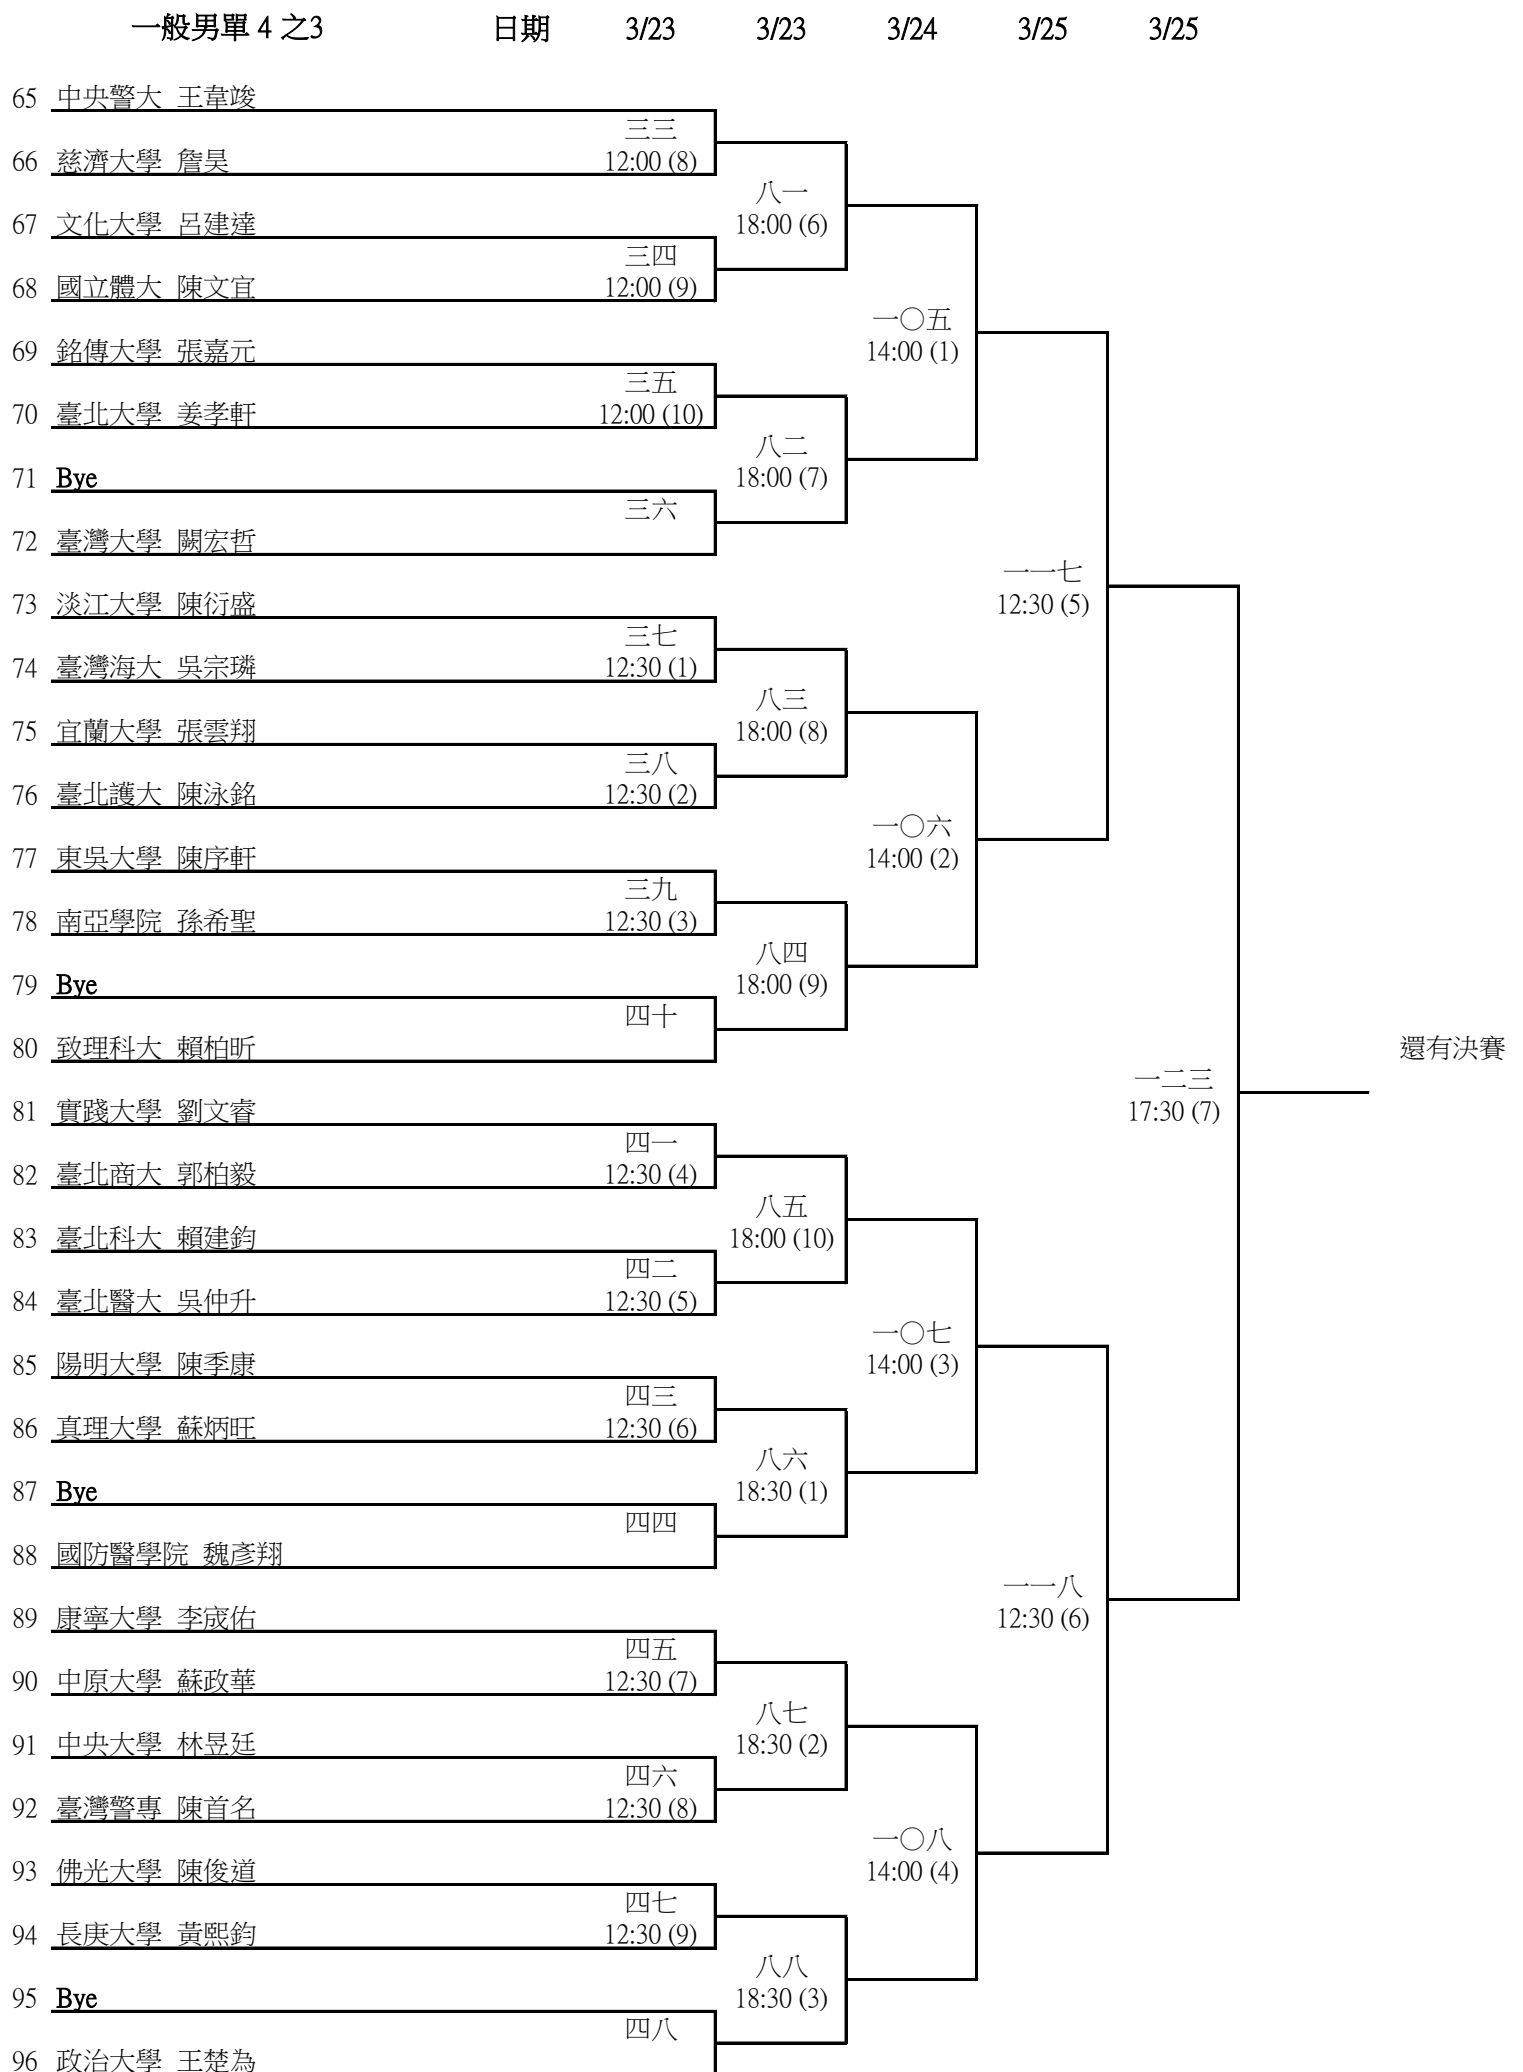 一般男單 4 之3 日期 3/23 3/23 3/24 3/25 3/25
65 中央警大 王韋竣
三三
66 慈濟大學 詹昊 12:00 (8)
八一
67 文化大學 呂建達 18:00 (6)
三四
68 國立體大 陳文宜 12:00 (9)
一〇五
69 銘傳大學 張嘉元 14:00 (1)
三五
70 臺北大學 姜孝軒 12:00 (10)
八二
71 Bye 18:00 (7)
三六
72 臺灣大學 闕宏哲
一一七
73 淡江大學 陳衍盛 12:30 (5)
三七
74 臺灣海大 吳宗璘 12:30 (1)
八三
75 宜蘭大學 張雲翔 18:00 (8)
三八
76 臺北護大 陳泳銘 12:30 (2)
一〇六
77 東吳大學 陳序軒 14:00 (2)
三九
78 南亞學院 孫希聖 12:30 (3)
八四
79 Bye 18:00 (9)
四十
80 致理科大 賴柏昕 還有決賽
一二三
81 實踐大學 劉文睿 17:30 (7)
四一
82 臺北商大 郭柏毅 12:30 (4)
八五
83 臺北科大 賴建鈞 18:00 (10)
四二
84 臺北醫大 吳仲升 12:30 (5)
一〇七
85 陽明大學 陳季康 14:00 (3)
四三
86 真理大學 蘇炳旺 12:30 (6)
八六
87 Bye 18:30 (1)
四四
88 國防醫學院 魏彥翔
一一八
89 康寧大學 李宬佑 12:30 (6)
四五
90 中原大學 蘇政華 12:30 (7)
八七
91 中央大學 林昱廷 18:30 (2)
四六
92 臺灣警專 陳首名 12:30 (8)
一〇八
93 佛光大學 陳俊道 14:00 (4)
四七
94 長庚大學 黃熙鈞 12:30 (9)
八八
95 Bye 18:30 (3)
四八
96 政治大學 王楚為